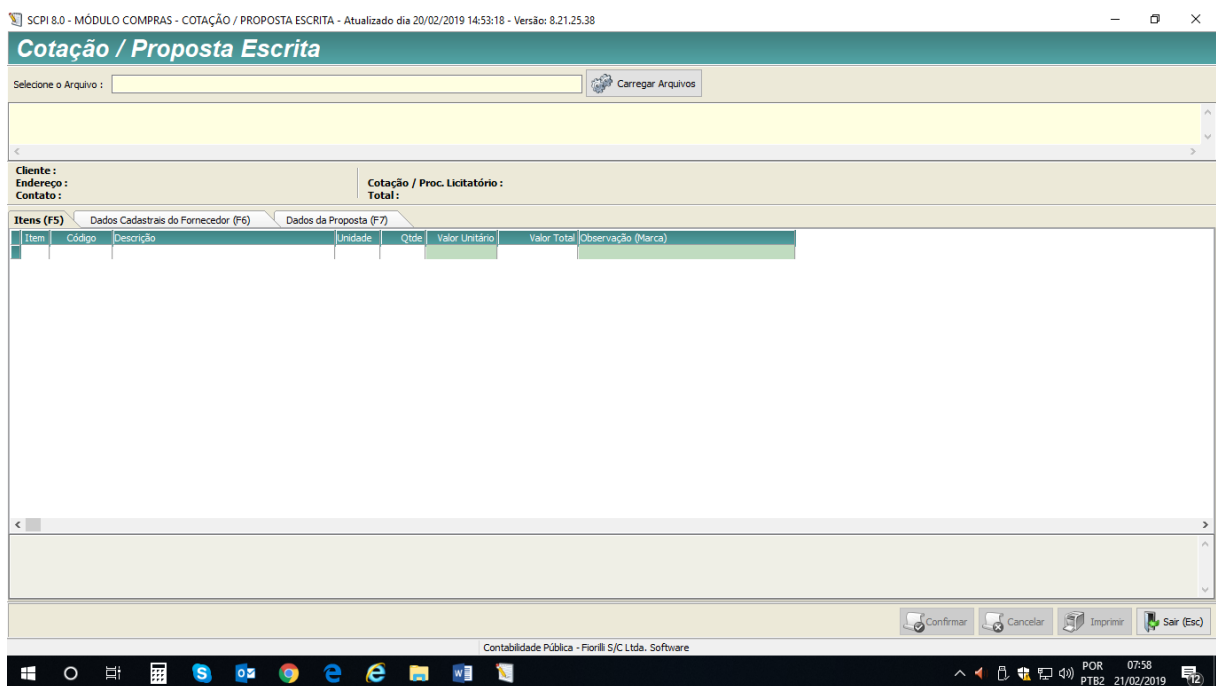 SCPI 8.0 - MÓDULO COMPRAS - COTAÇÃO / PROPOSTA ESCRITA - Atualizado dia 20/02/2019 14:53:18 - Versão: 8.21.25.38
Cotação / Proposta Escrita
Selecione o Arquivo : Carregar Arquivos
Cliente :
Endereço : Cotação / Proc. Licitatório :
Contato : Total :
Itens (F5) Dados Cadastrais do Fornecedor (F6) Dados da Proposta (F7)
Item Código Descrição Unidade Qtde Valor Unitário Valor Total Observação (Marca)
Confirmar Cancelar Imprimir Sair (Esc)
Contabilidade Pública - Fiorilli S/C Ltda. Software
POR 07:58
PTB2 21/02/2019 12